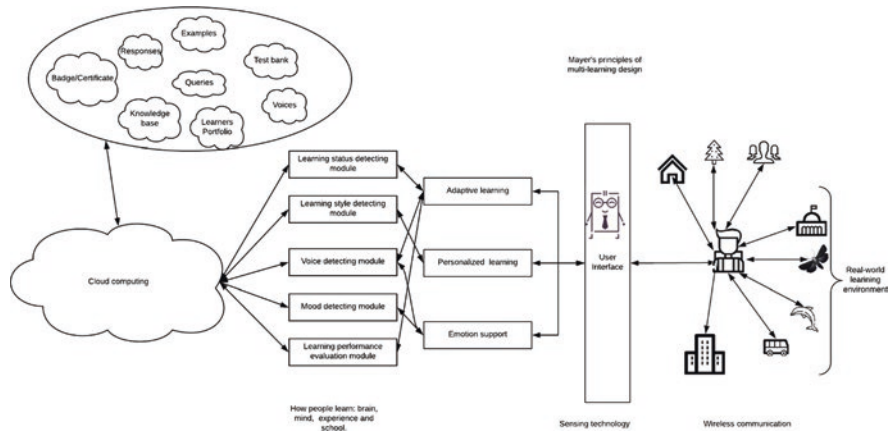 Examples
Responses
Test bank
Badge/Certificate
Queries
Voices
Knowledge
base
Learners
Portfolio
Mayer's principles of
multi-learning design
Cloud computing
Learning status detecting
module
Learning style detecting
module
Voice detecting module
Mood detecting module
Learning performance
evaluation module
Adaptive learning
Personalized learning
Emotion support
User
Interface
Real-world
learining
environment
How people learn: brain,
mind, experience and
school.
Sensing technology
Wireless communication